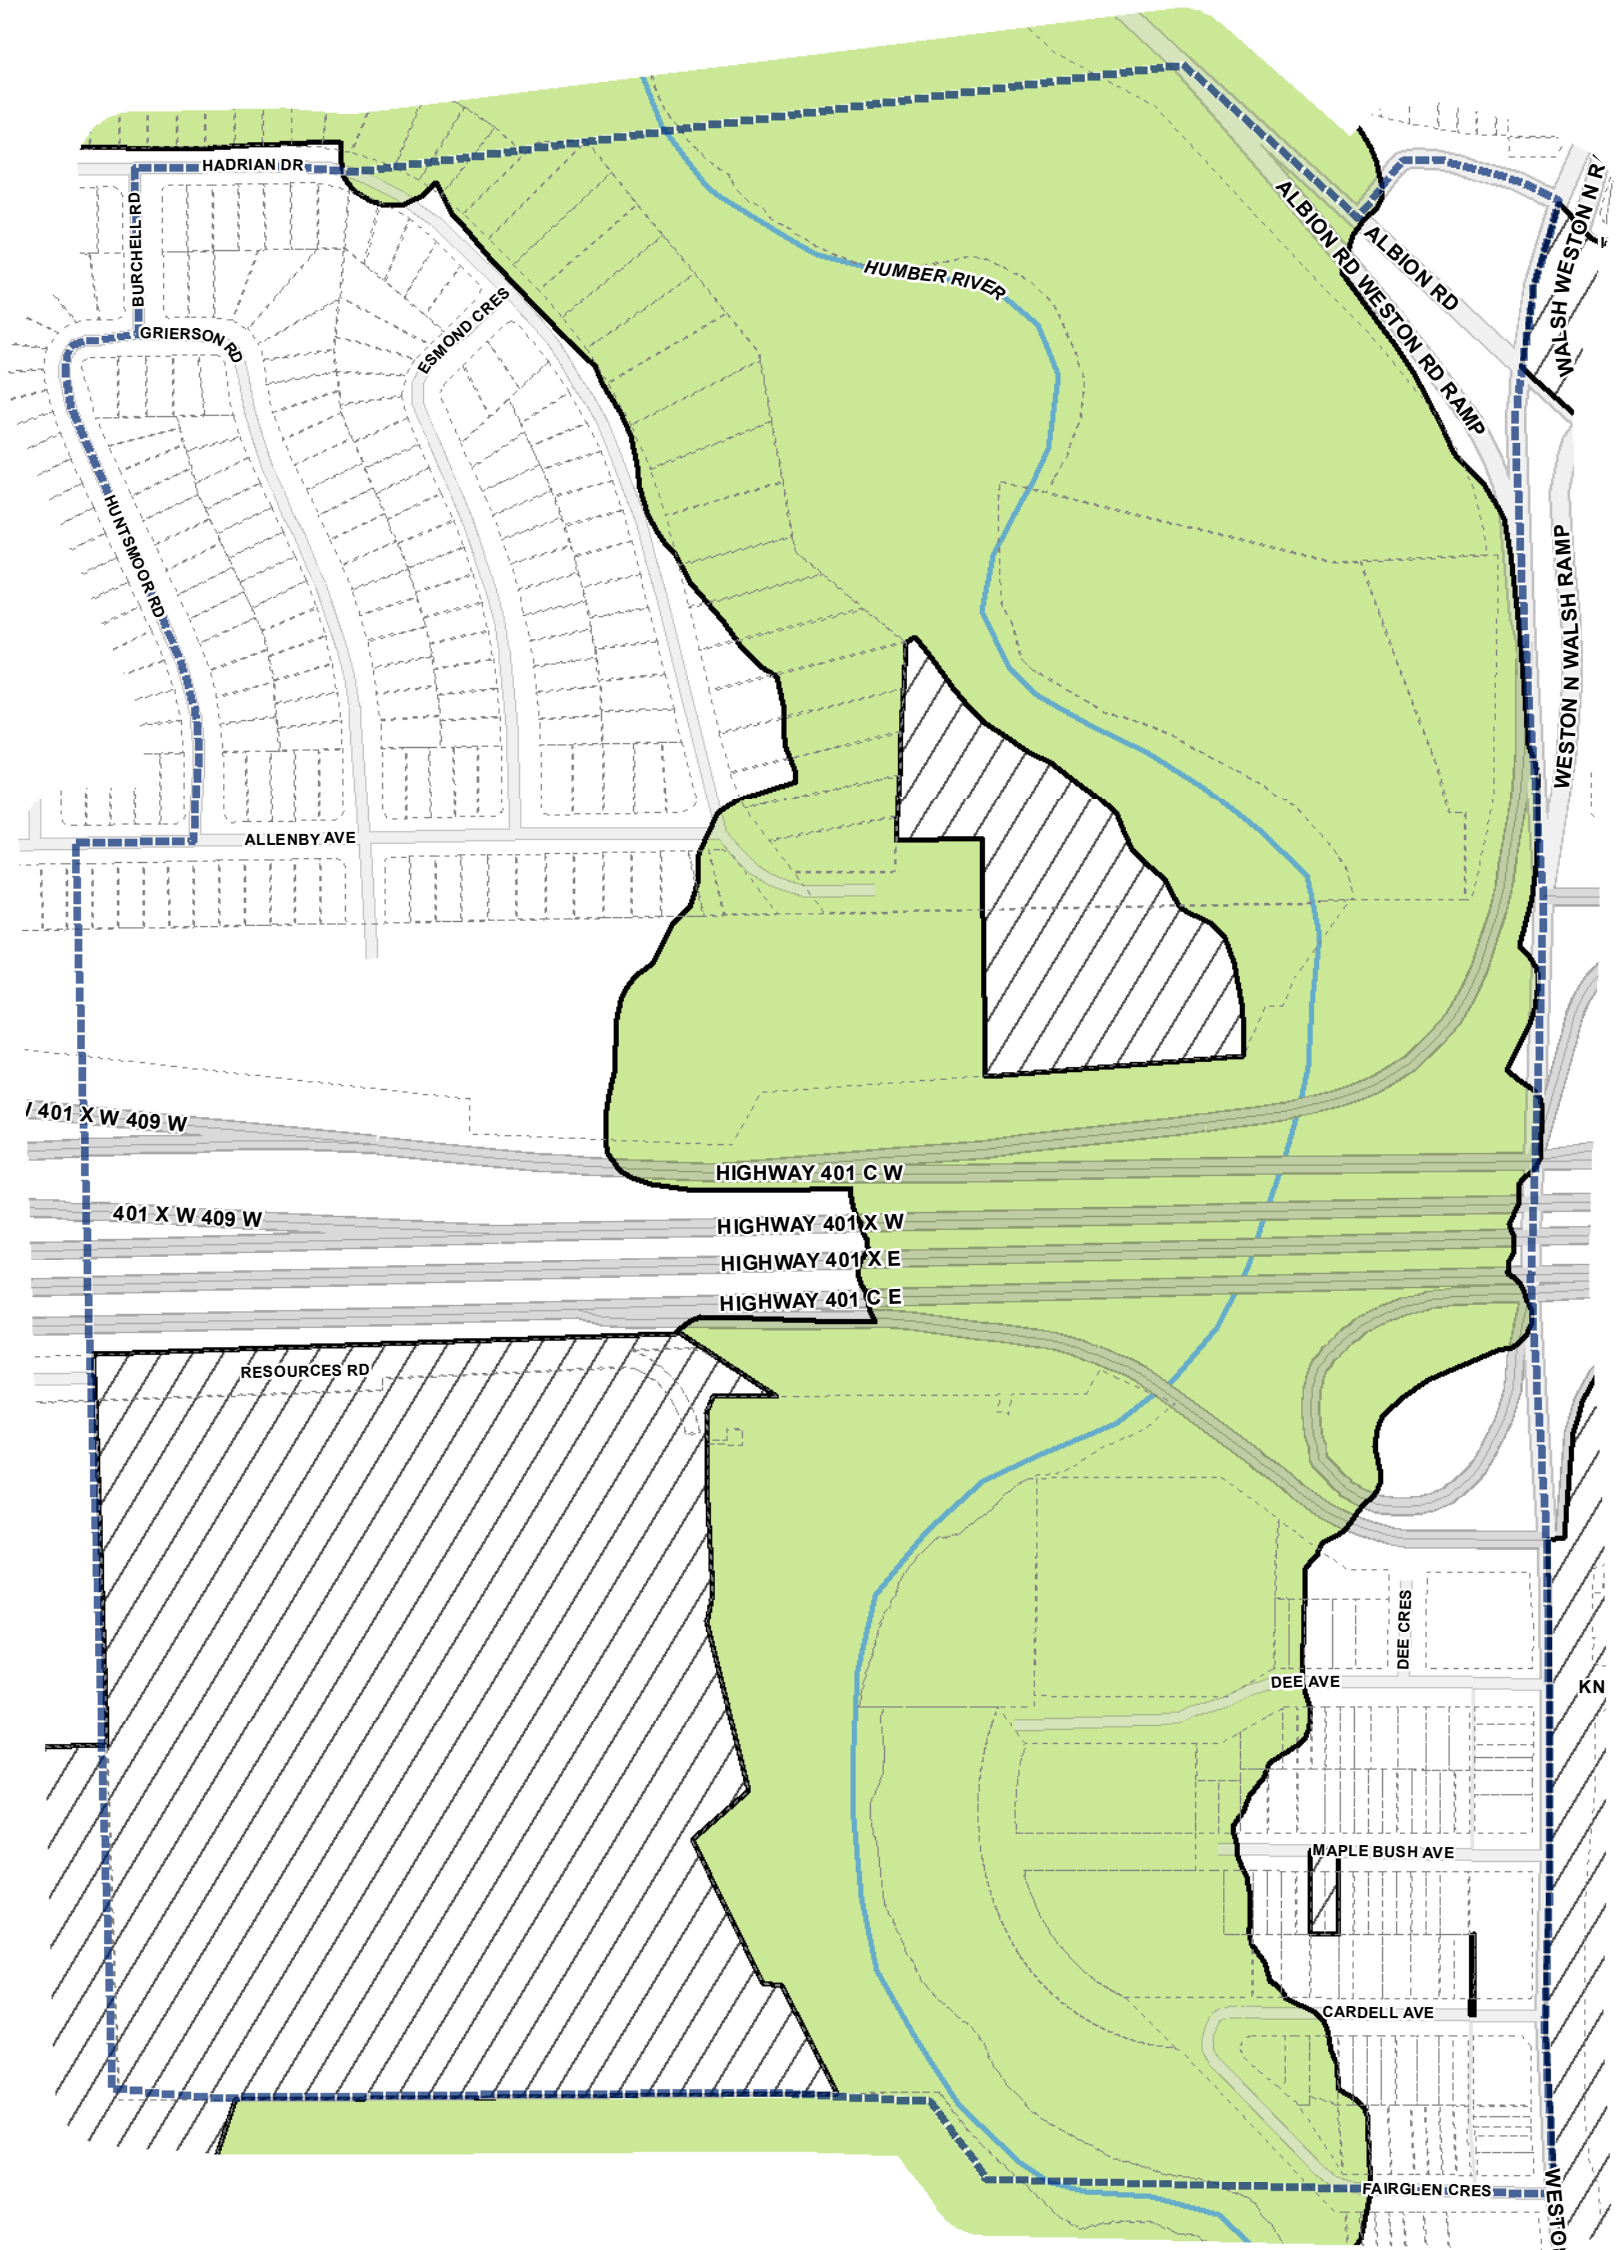 HADRIAN DR
BURCHELL RD
GRIERSON RD
ESMOND CRES
HUNTSMOOR RD
ALLENBY AVE
HUMBER RIVER
ALBION RD WESTON RD RAMP
ALBION RD
WALSH WESTON N R
WESTON N WALSH RAMP
401 X W 409 W
HIGHWAY 401 C W
401 X W 409 W
HIGHWAY 401 X W
HIGHWAY 401 X E
HIGHWAY 401 C E
RESOURCES RD
DEE CRES
DEE AVE
KN
MAPLE BUSH AVE
CARDELL AVE
FAIRGLEN CRES
WESTO